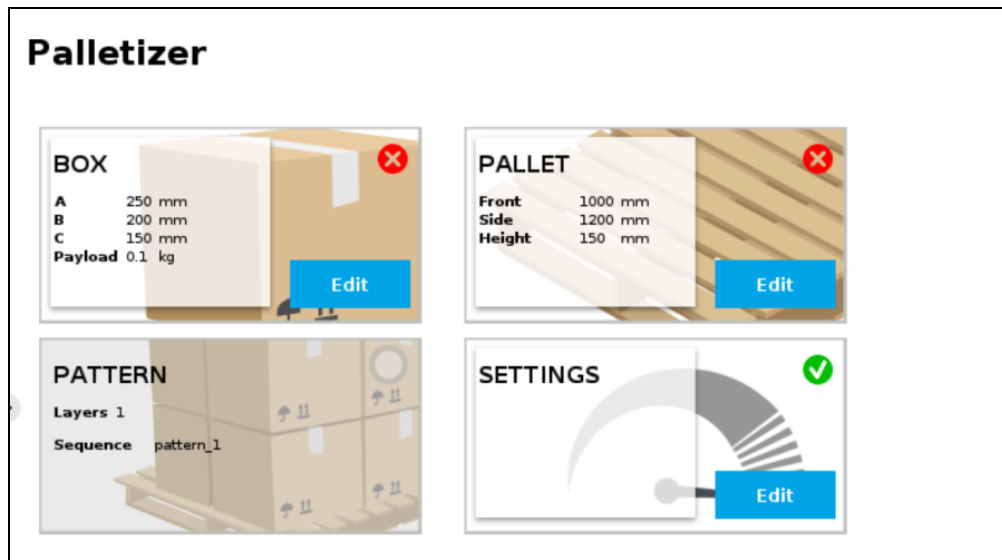 Palletizer
BOX
A 250 mm
B 200 mm
C 150 mm
Payload 0.1 kg
Edit
PALLET
Front 1000 mm
Side 1200 mm
Height 150 mm
Edit
PATTERN
Layers 1
Sequence pattern_1
SETTINGS
Edit